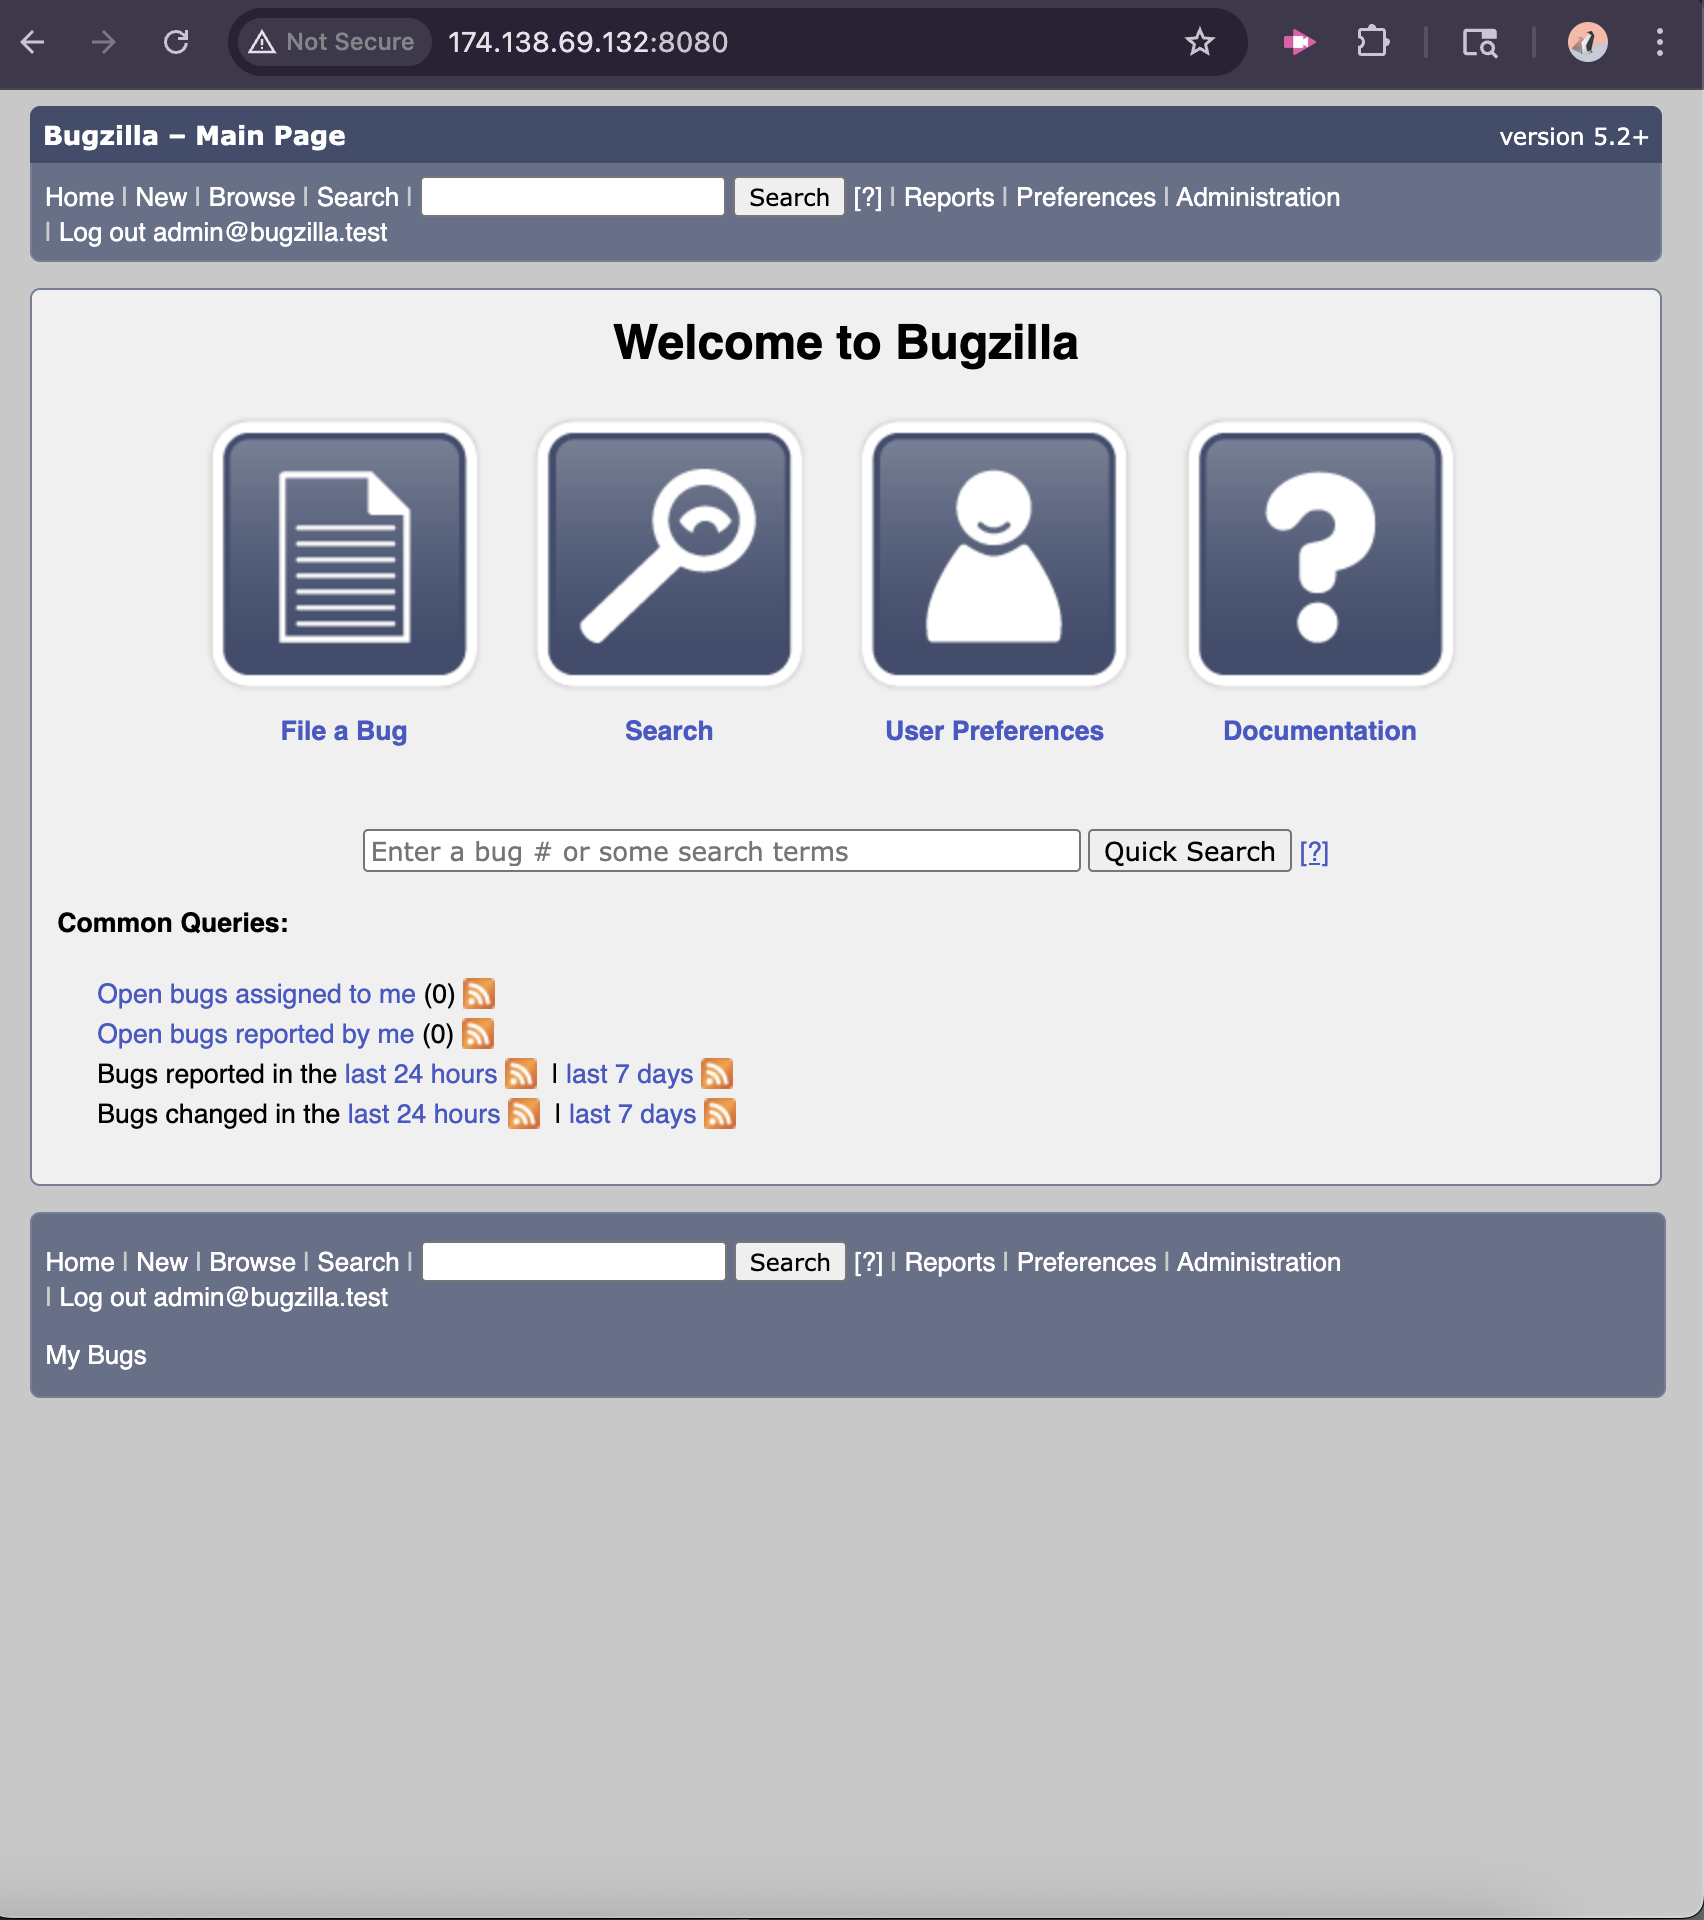 Not Secure 174.138.69.132:8080
Bugzilla – Main Page version 5.2+
Home | New | Browse | Search | Search [?] | Reports | Preferences | Administration
| Log out admin@bugzilla.test
Welcome to Bugzilla
File a Bug Search User Preferences Documentation
Enter a bug # or some search terms Quick Search [?]
Common Queries:
Open bugs assigned to me (0)
Open bugs reported by me (0)
Bugs reported in the last 24 hours | last 7 days
Bugs changed in the last 24 hours | last 7 days
Home | New | Browse | Search | Search [?] | Reports | Preferences | Administration
| Log out admin@bugzilla.test
My Bugs